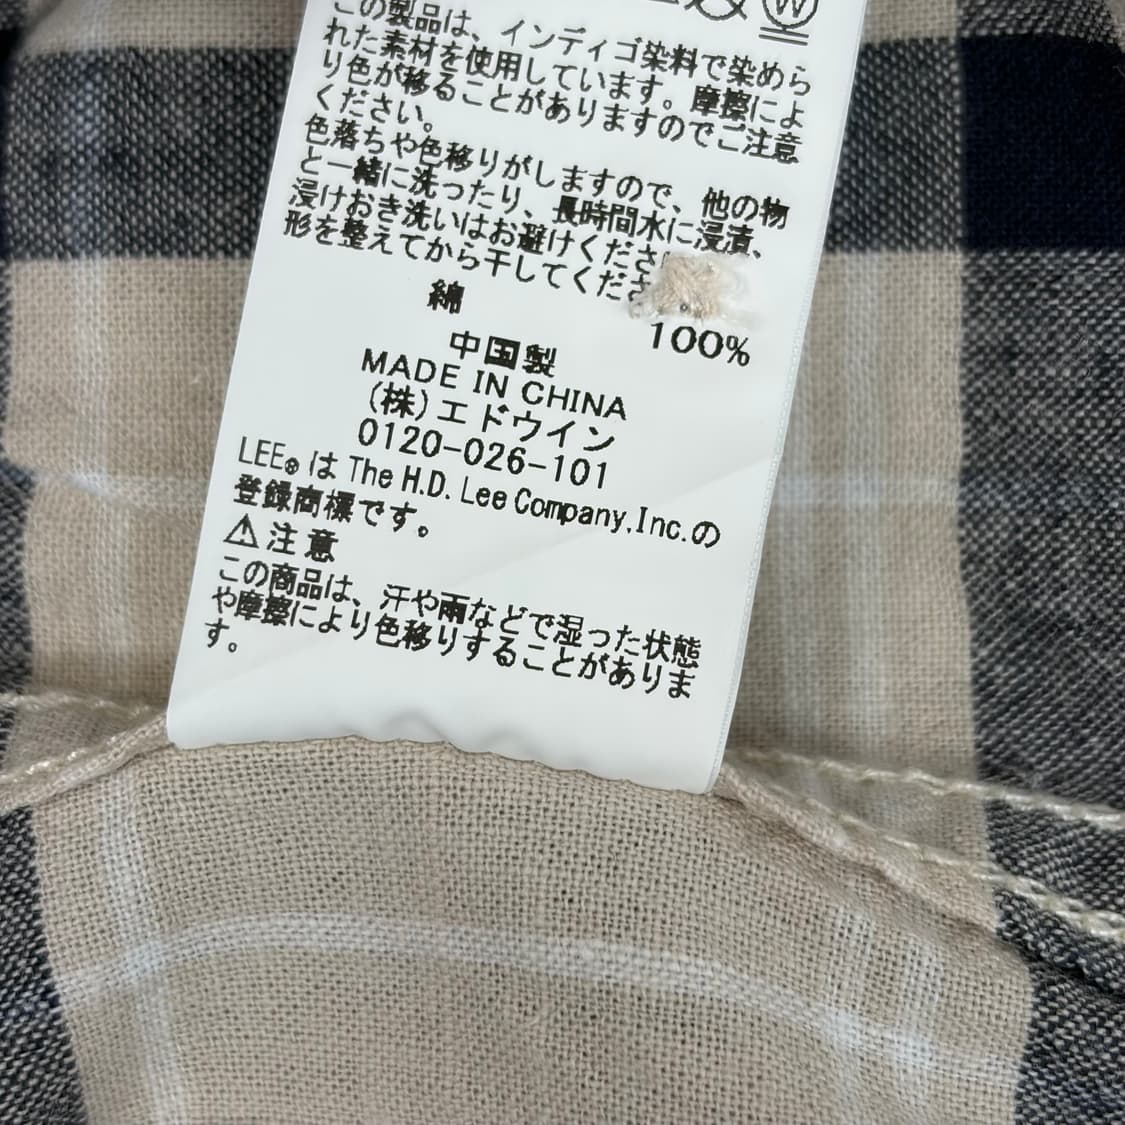 この製品は、インディゴ染料で染めら
れた素材を使用しています。摩擦によ
り色が移ることがありますのでご注意
ください。
色落ちや色移りがしますので、他の物
と一緒に洗ったり、長時間水に浸漬、
浸けおき洗いはお避けくださ
形を整えてから干してくださ
綿 100%
中国製
MADE IN CHINA
(株)エドウイン
0120-026-101
LEE®は The H.D. Lee Company,Inc.の
登録商標です。
⚠注意
この商品は、汗や雨などで湿った状態
や摩擦により色移りすることがありま
す。